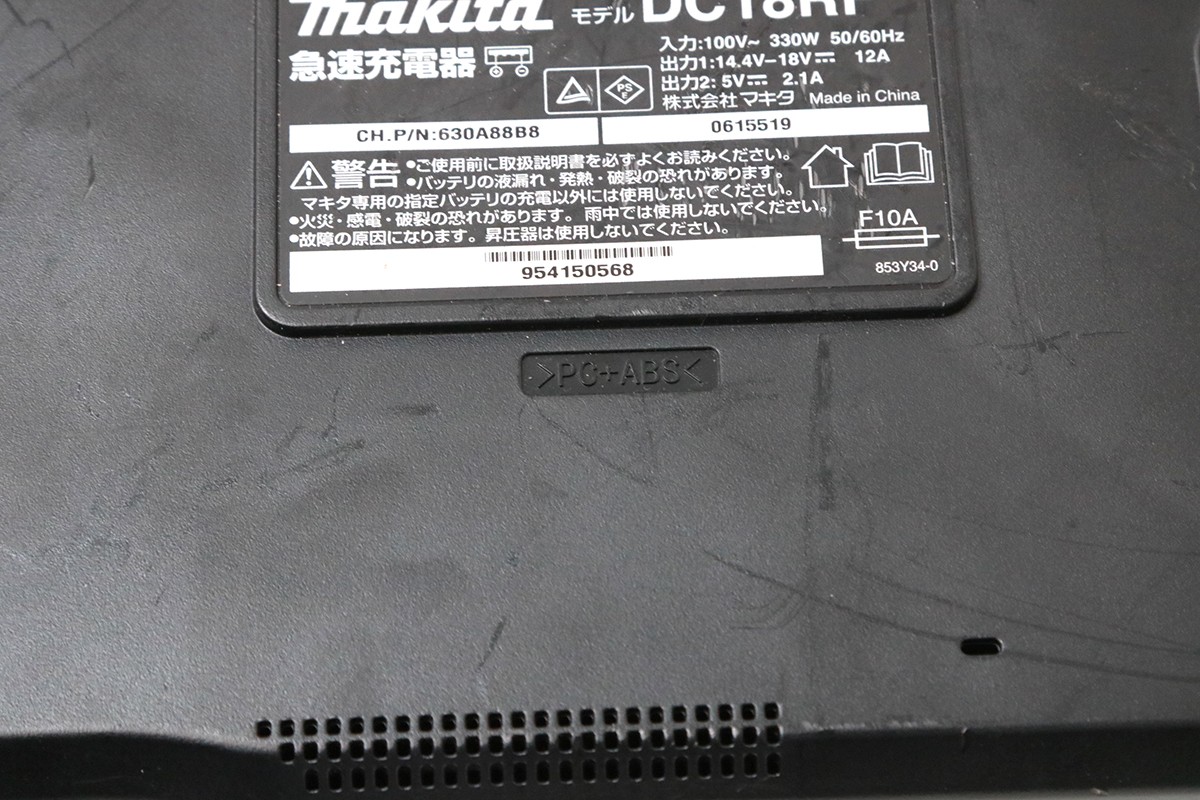 makita モデル DC18RF
急速充電器
入力:100V～ 330W 50/60Hz
出力1:14.4V-18V⎓ 12A
出力2: 5V⎓ 2.1A
PS
E
株式会社 マキタ Made in China
CH.P/N:630A88B8
0615519
警告 •ご使用前に取扱説明書を必ずよくお読みください。
•バッテリの液漏れ・発熱・破裂の恐れがあります。
マキタ専用の指定バッテリの充電以外には使用しないでください。
•火災・感電・破裂の恐れがあります。雨中では使用しないでください。
•故障の原因になります。昇圧器は使用しないでください。
F10A
954150568
853Y34-0
>PC+ABS<